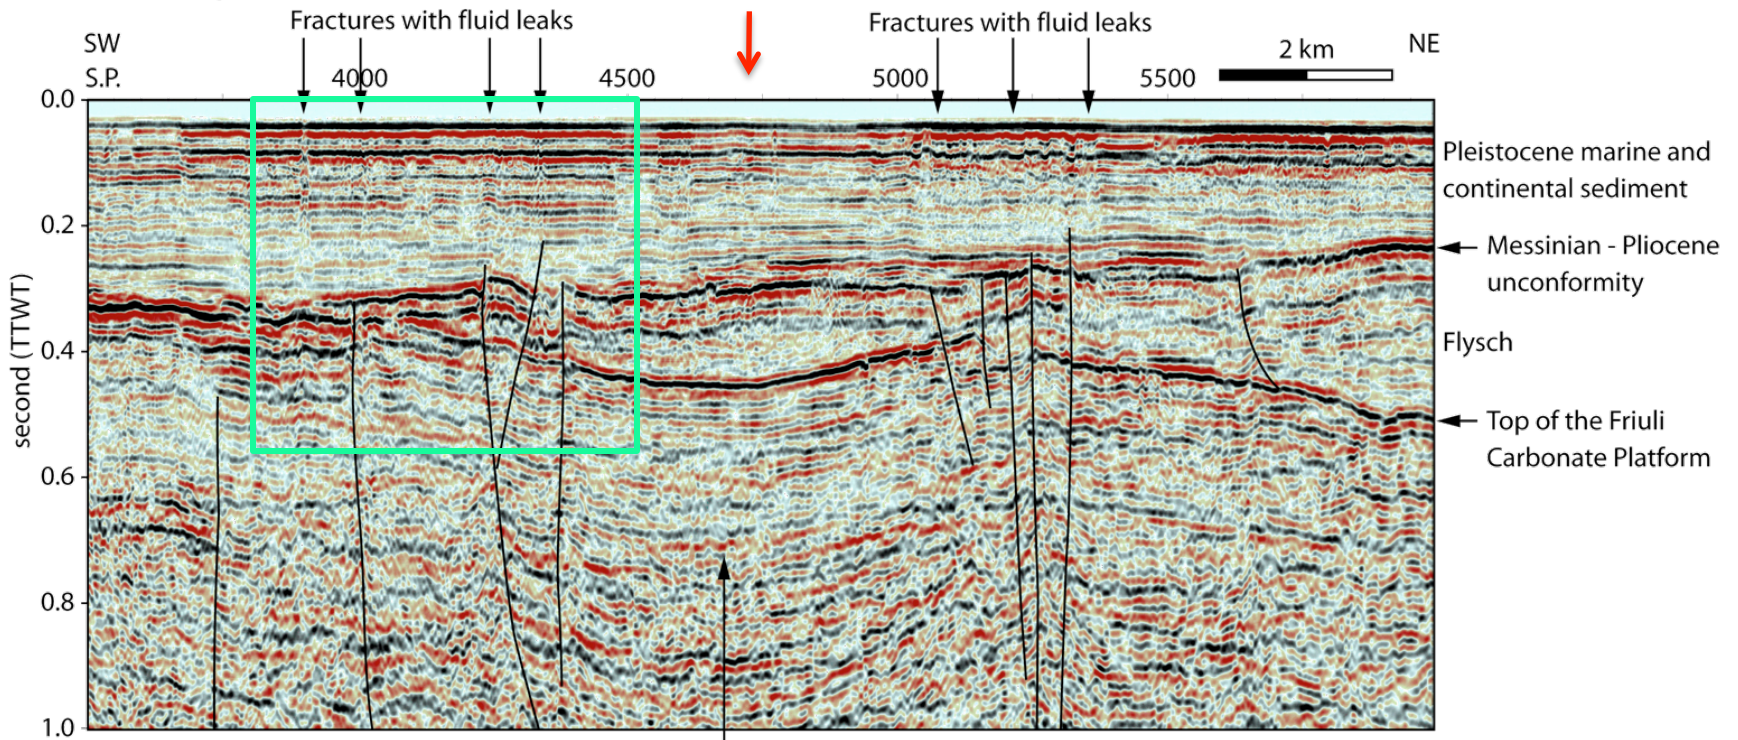 Fractures with fluid leaks
Fractures with fluid leaks
SW
2 km
NE
S.P.
4000
4500
5000
5500
0.0
0.2
0.4
0.6
0.8
1.0
second (TTWT)
Pleistocene marine and
continental sediment
Messinian - Pliocene
unconformity
Flysch
Top of the Friuli
Carbonate Platform